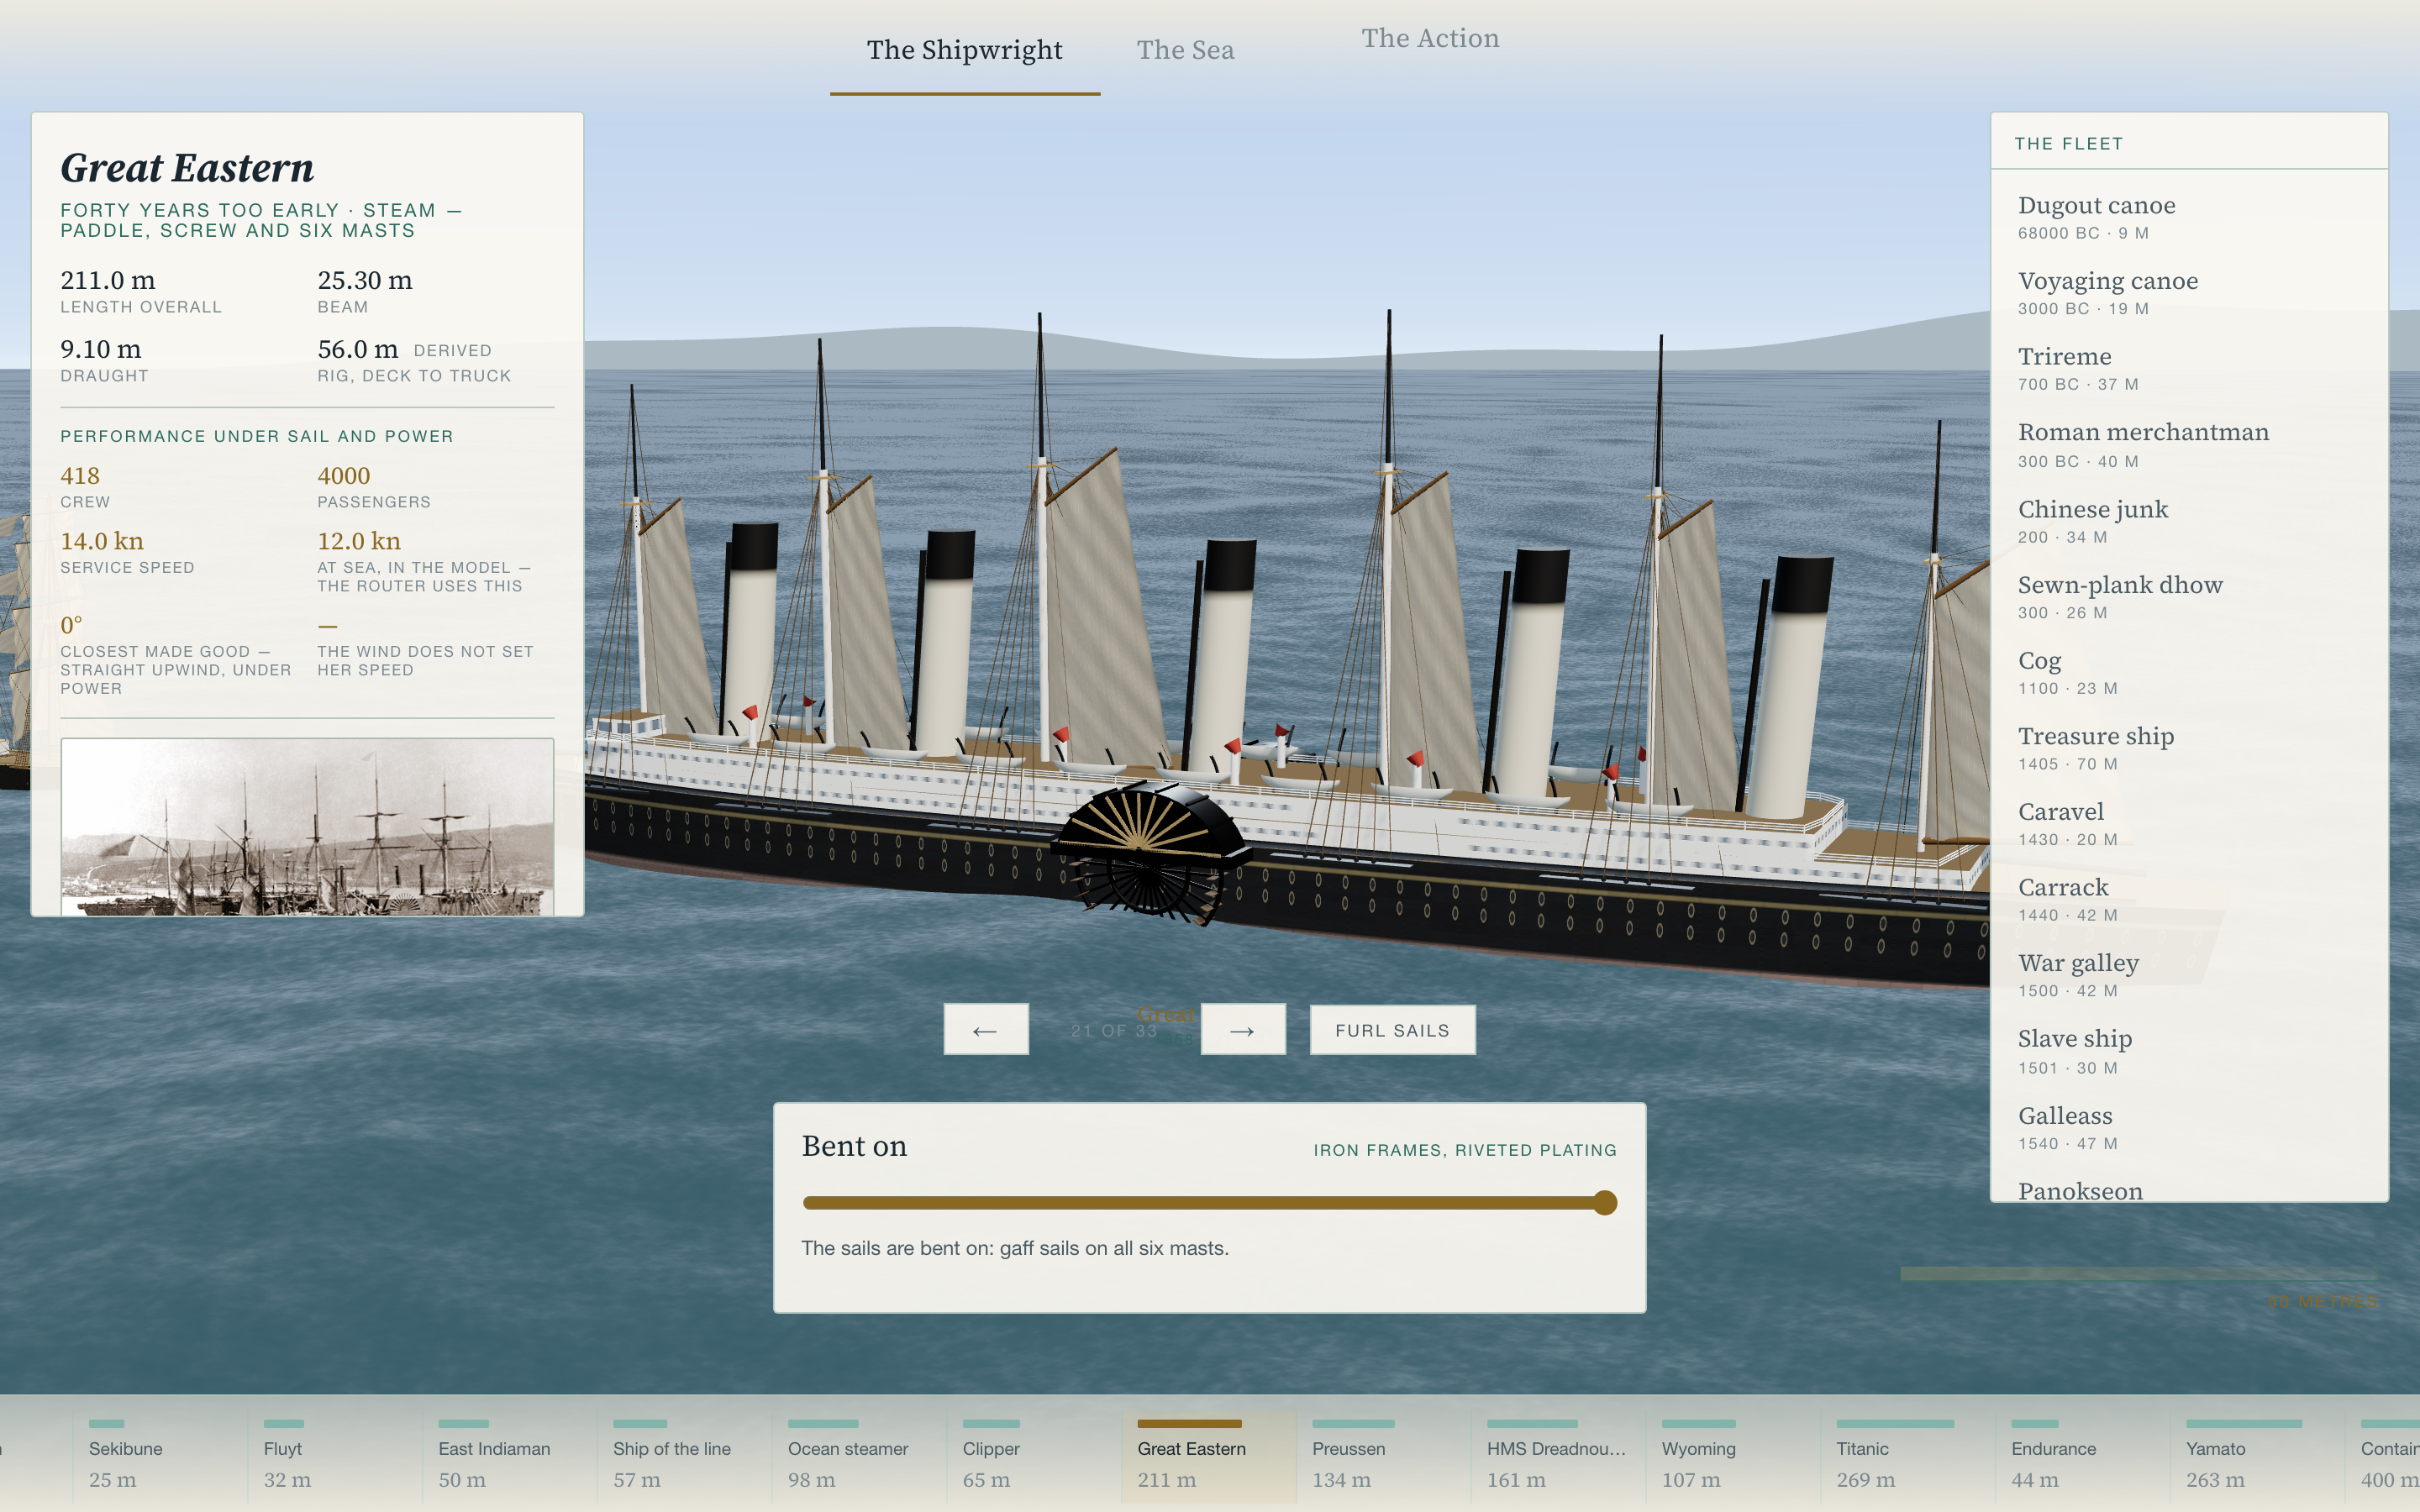 The Shipwright
The Sea
The Action
Great Eastern
FORTY YEARS TOO EARLY · STEAM —
PADDLE, SCREW AND SIX MASTS
211.0 m
LENGTH OVERALL
25.30 m
BEAM
9.10 m
DRAUGHT
56.0 m DERIVED
RIG, DECK TO TRUCK
PERFORMANCE UNDER SAIL AND POWER
418
CREW
4000
PASSENGERS
14.0 kn
SERVICE SPEED
12.0 kn
AT SEA, IN THE MODEL —
THE ROUTER USES THIS
0°
CLOSEST MADE GOOD —
STRAIGHT UPWIND, UNDER
POWER
—
THE WIND DOES NOT SET
HER SPEED
THE FLEET
Dugout canoe
68000 BC · 9 M
Voyaging canoe
3000 BC · 19 M
Trireme
700 BC · 37 M
Roman merchantman
300 BC · 40 M
Chinese junk
200 · 34 M
Sewn-plank dhow
300 · 26 M
Cog
1100 · 23 M
Treasure ship
1405 · 70 M
Caravel
1430 · 20 M
Carrack
1440 · 42 M
War galley
1500 · 42 M
Slave ship
1501 · 30 M
Galleass
1540 · 47 M
Panokseon
←
Great
21 OF 33
→
FURL SAILS
Bent on
IRON FRAMES, RIVETED PLATING
The sails are bent on: gaff sails on all six masts.
50 METRES
Sekibune
25 m
Fluyt
32 m
East Indiaman
50 m
Ship of the line
57 m
Ocean steamer
98 m
Clipper
65 m
Great Eastern
211 m
Preussen
134 m
HMS Dreadnou…
161 m
Wyoming
107 m
Titanic
269 m
Endurance
44 m
Yamato
263 m
Contain
400 m